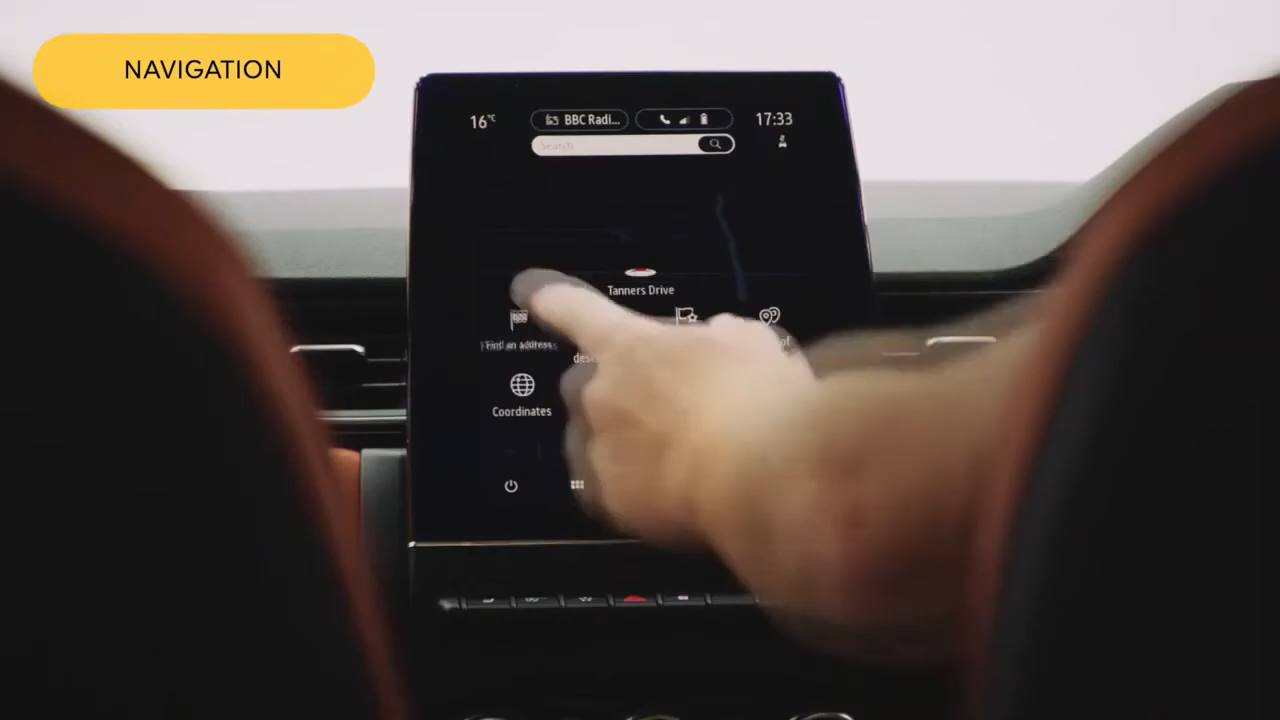 NAVIGATION
16°C
BBC Radi...
17:33
Search
Tanners Drive
Find an address
Coordinates